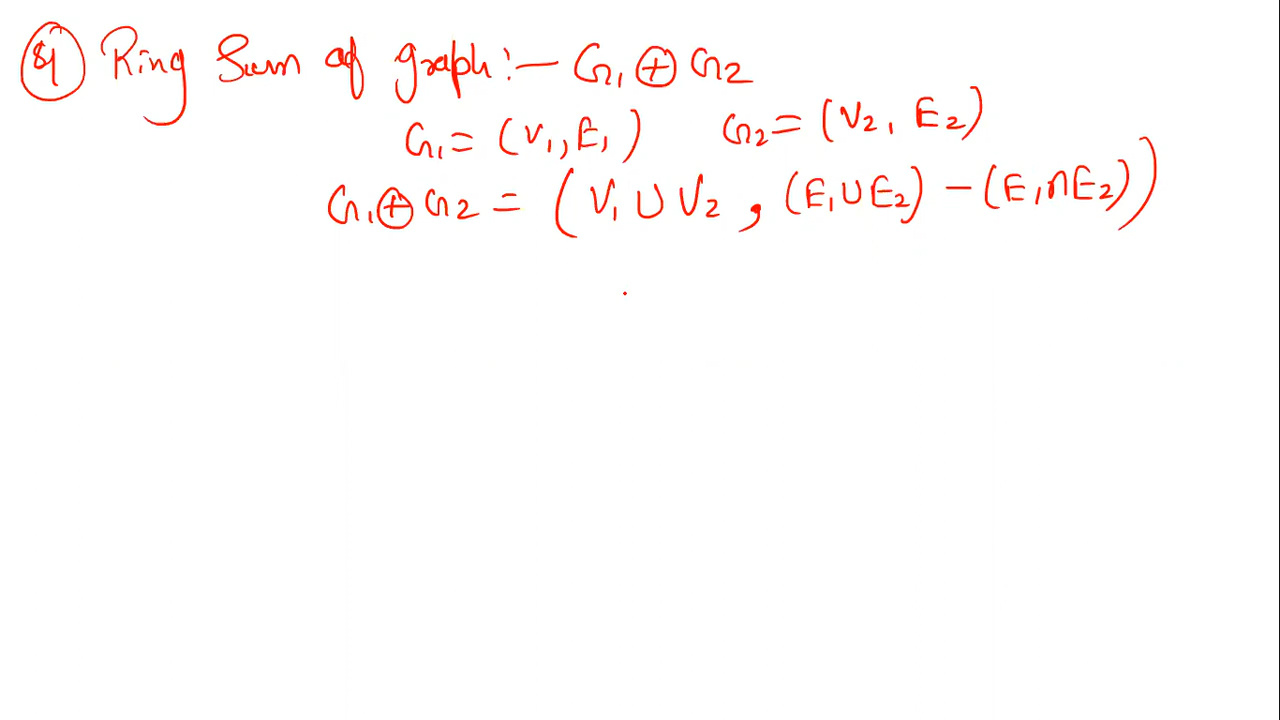 Ring Sum of graph:- G₁ ⊕ G₂
G₁ = (V₁, E₁) G₂ = (V₂, E₂)
G₁ ⊕ G₂ = (V₁ ∪ V₂, (E₁∪E₂) - (E₁∩E₂))